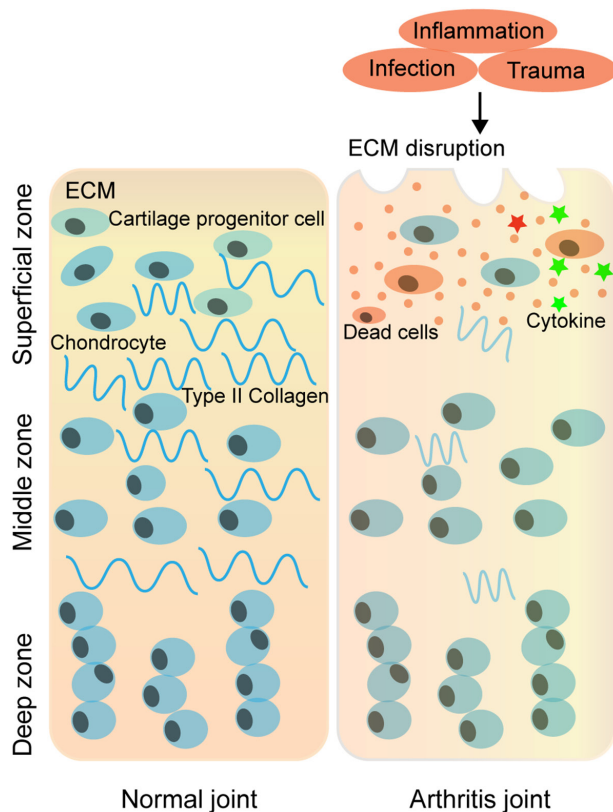 Inflammation
Infection
Trauma
ECM disruption
ECM
Cartilage progenitor cell
Superficial zone
Chondrocyte
Type II Collagen
Dead cells
Cytokine
Middle zone
Deep zone
Normal joint
Arthritis joint